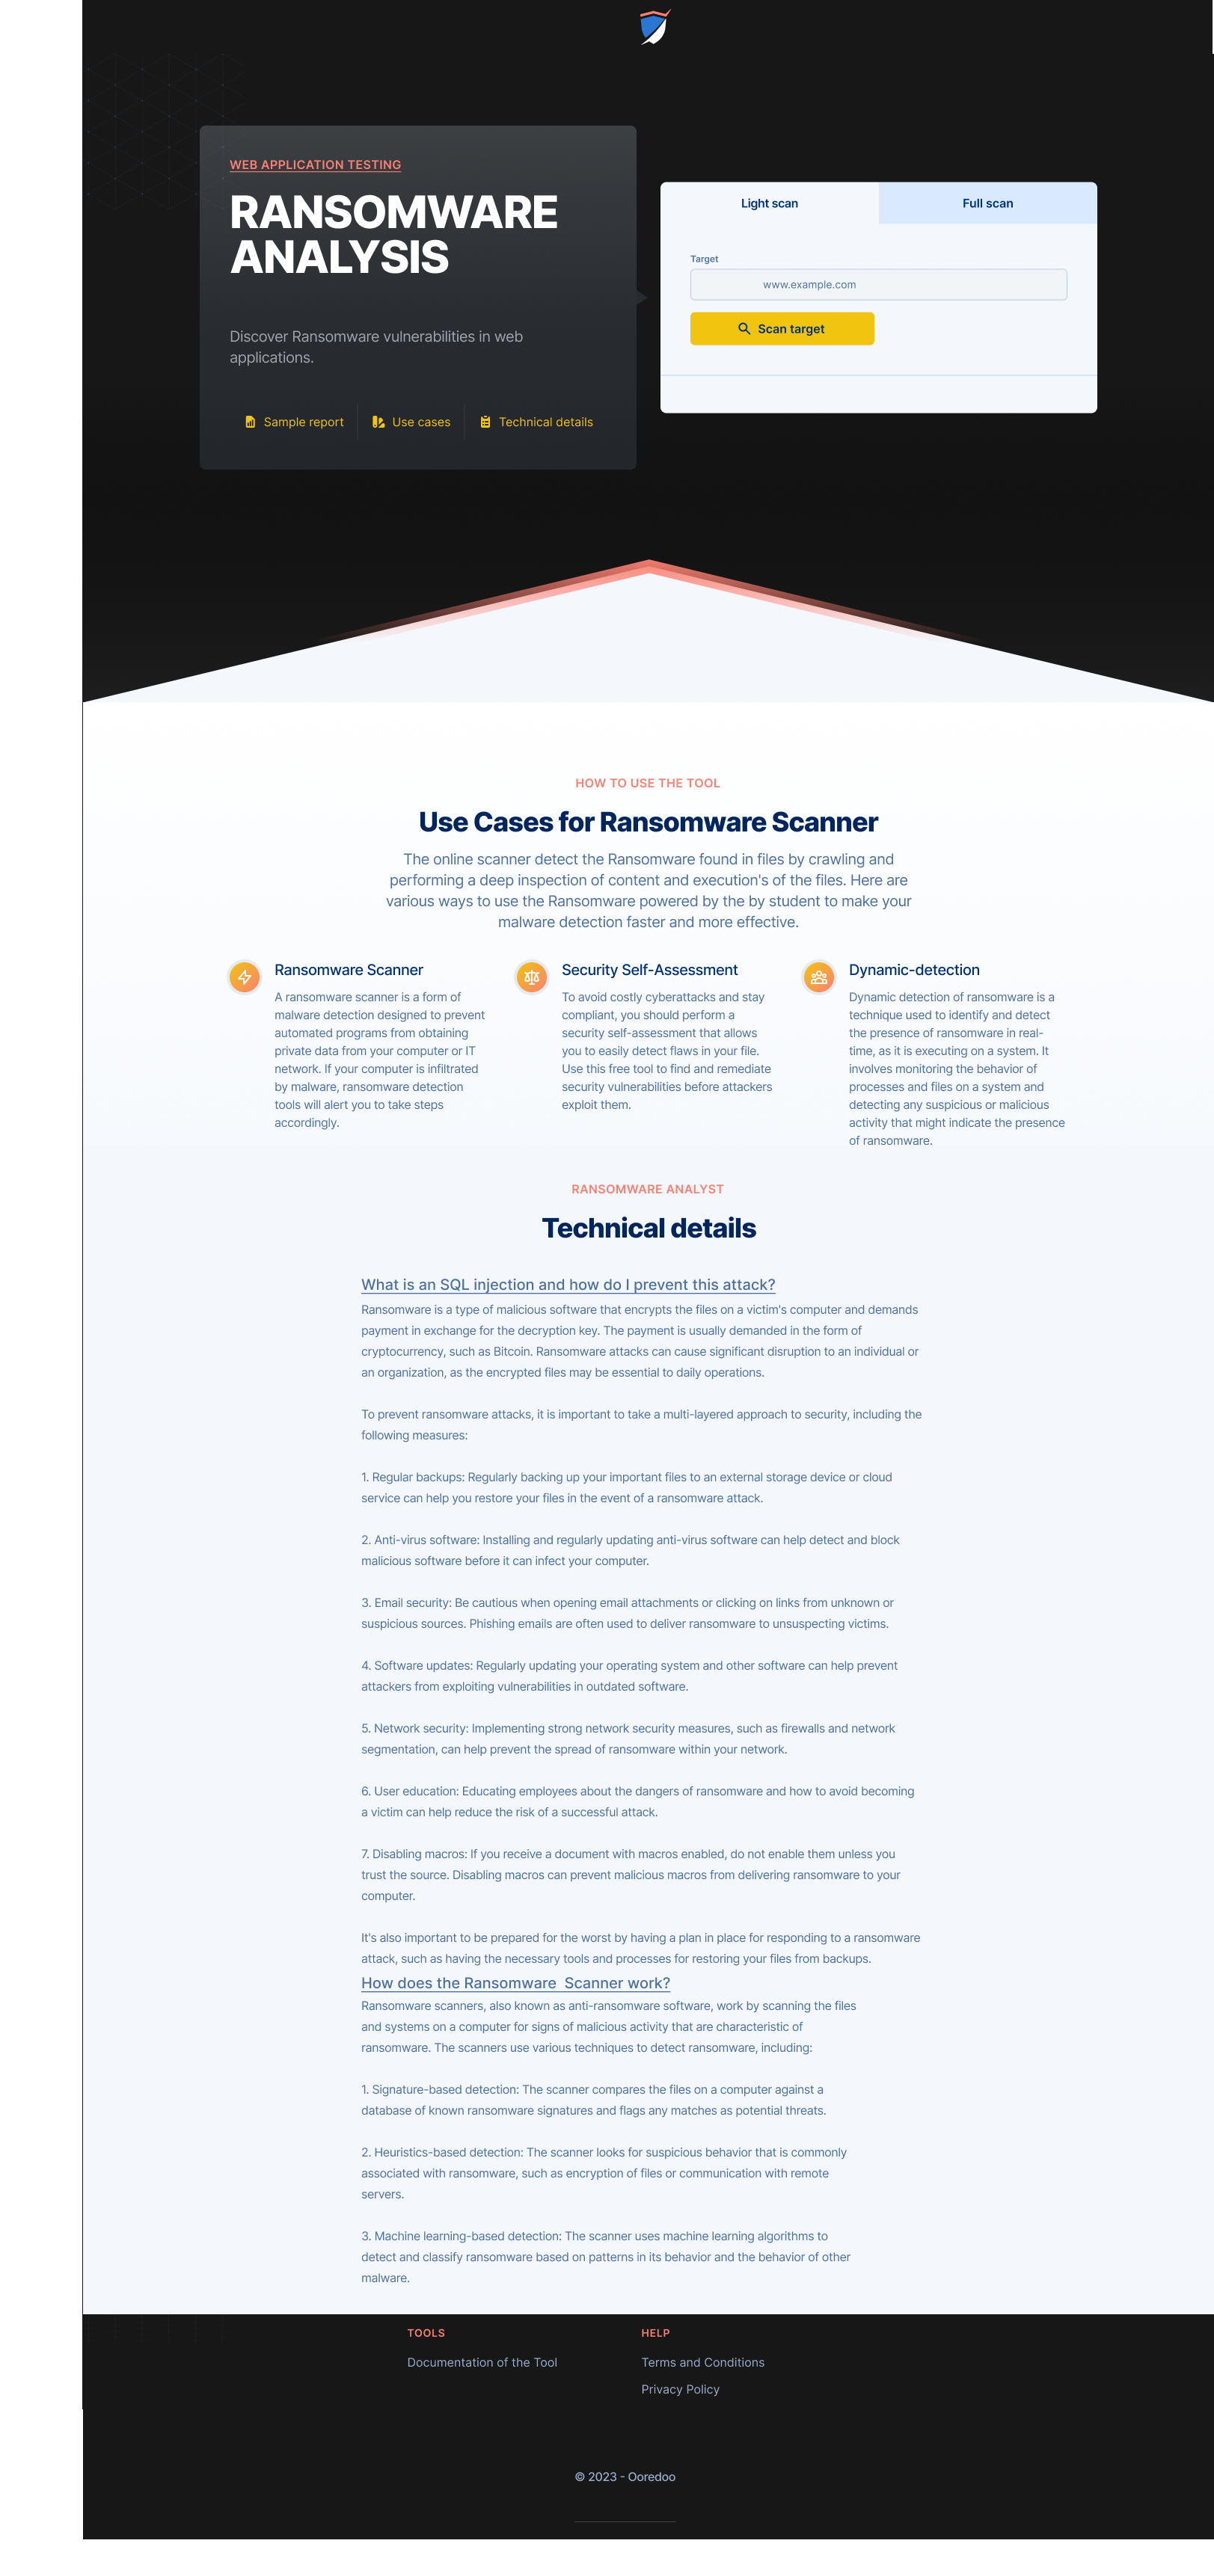 WEB APPLICATION TESTING
RANSOMWARE
ANALYSIS
Discover Ransomware vulnerabilities in web
applications.
Sample report
Use cases
Technical details
Light scan
Full scan
Target
www.example.com
Scan target
HOW TO USE THE TOOL
Use Cases for Ransomware Scanner
The online scanner detect the Ransomware found in files by crawling and
performing a deep inspection of content and execution's of the files. Here are
various ways to use the Ransomware powered by the by student to make your
malware detection faster and more effective.
Ransomware Scanner
A ransomware scanner is a form of
malware detection designed to prevent
automated programs from obtaining
private data from your computer or IT
network. If your computer is infiltrated
by malware, ransomware detection
tools will alert you to take steps
accordingly.
Security Self-Assessment
To avoid costly cyberattacks and stay
compliant, you should perform a
security self-assessment that allows
you to easily detect flaws in your file.
Use this free tool to find and remediate
security vulnerabilities before attackers
exploit them.
Dynamic-detection
Dynamic detection of ransomware is a
technique used to identify and detect
the presence of ransomware in real-
time, as it is executing on a system. It
involves monitoring the behavior of
processes and files on a system and
detecting any suspicious or malicious
activity that might indicate the presence
of ransomware.
RANSOMWARE ANALYST
Technical details
What is an SQL injection and how do I prevent this attack?
Ransomware is a type of malicious software that encrypts the files on a victim's computer and demands
payment in exchange for the decryption key. The payment is usually demanded in the form of
cryptocurrency, such as Bitcoin. Ransomware attacks can cause significant disruption to an individual or
an organization, as the encrypted files may be essential to daily operations.
To prevent ransomware attacks, it is important to take a multi-layered approach to security, including the
following measures:
1. Regular backups: Regularly backing up your important files to an external storage device or cloud
service can help you restore your files in the event of a ransomware attack.
2. Anti-virus software: Installing and regularly updating anti-virus software can help detect and block
malicious software before it can infect your computer.
3. Email security: Be cautious when opening email attachments or clicking on links from unknown or
suspicious sources. Phishing emails are often used to deliver ransomware to unsuspecting victims.
4. Software updates: Regularly updating your operating system and other software can help prevent
attackers from exploiting vulnerabilities in outdated software.
5. Network security: Implementing strong network security measures, such as firewalls and network
segmentation, can help prevent the spread of ransomware within your network.
6. User education: Educating employees about the dangers of ransomware and how to avoid becoming
a victim can help reduce the risk of a successful attack.
7. Disabling macros: If you receive a document with macros enabled, do not enable them unless you
trust the source. Disabling macros can prevent malicious macros from delivering ransomware to your
computer.
It's also important to be prepared for the worst by having a plan in place for responding to a ransomware
attack, such as having the necessary tools and processes for restoring your files from backups.
How does the Ransomware  Scanner work?
Ransomware scanners, also known as anti-ransomware software, work by scanning the files
and systems on a computer for signs of malicious activity that are characteristic of
ransomware. The scanners use various techniques to detect ransomware, including:
1. Signature-based detection: The scanner compares the files on a computer against a
database of known ransomware signatures and flags any matches as potential threats.
2. Heuristics-based detection: The scanner looks for suspicious behavior that is commonly
associated with ransomware, such as encryption of files or communication with remote
servers.
3. Machine learning-based detection: The scanner uses machine learning algorithms to
detect and classify ransomware based on patterns in its behavior and the behavior of other
malware.
TOOLS
Documentation of the Tool
HELP
Terms and Conditions
Privacy Policy
© 2023 - Ooredoo